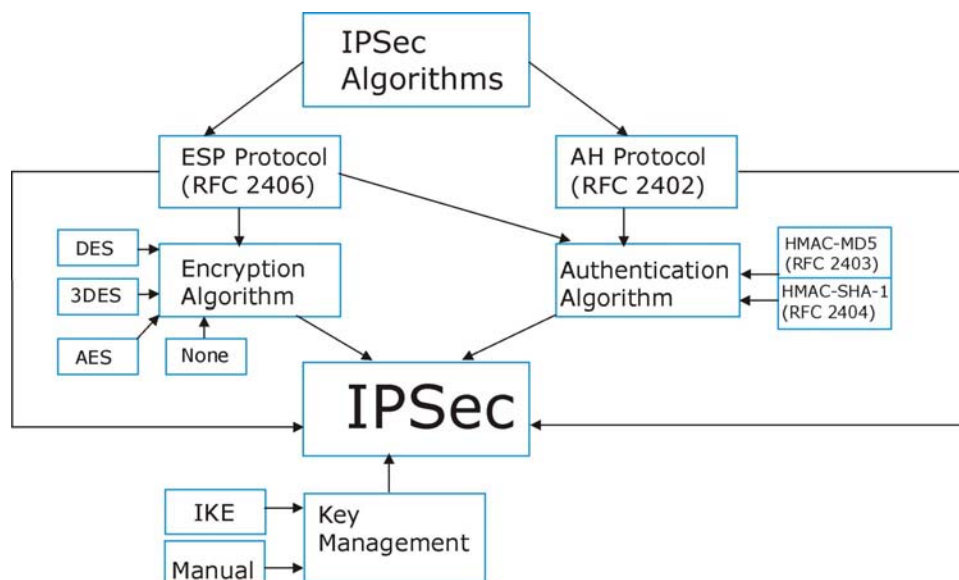 IPSec
Algorithms
ESP Protocol
(RFC 2406)
AH Protocol
(RFC 2402)
DES
3DES
AES
None
Encryption
Algorithm
Authentication
Algorithm
HMAC-MD5
(RFC 2403)
HMAC-SHA-1
(RFC 2404)
IPSec
IKE
Manual
Key
Management